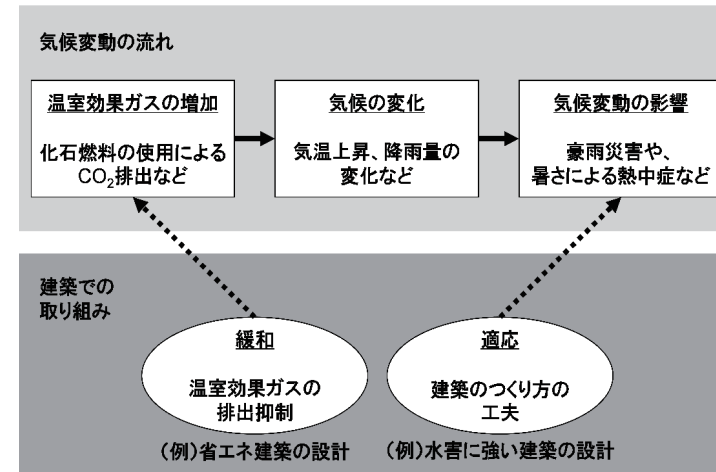 気候変動の流れ
温室効果ガスの増加
化石燃料の使用による
CO₂排出など
気候の変化
気温上昇、降雨量の
変化など
気候変動の影響
豪雨災害や、
暑さによる熱中症など
建築での
取り組み
緩和
温室効果ガスの
排出抑制
(例)省エネ建築の設計
適応
建築のつくり方の
工夫
(例)水害に強い建築の設計